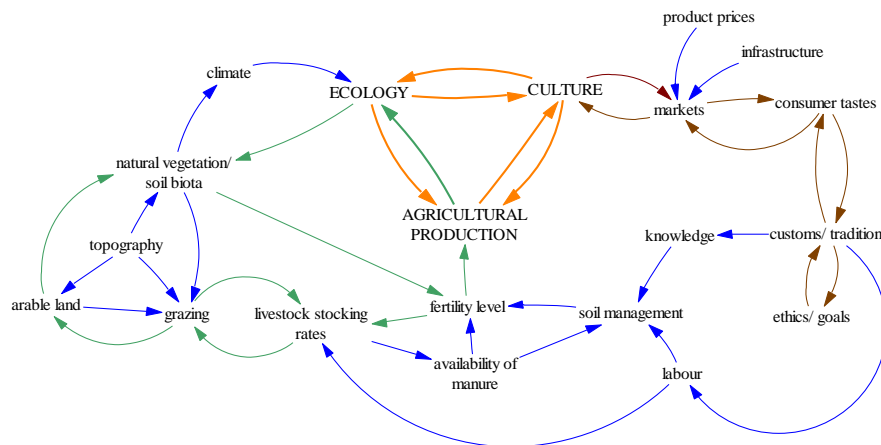 product prices
infrastructure
climate
ECOLOGY
CULTURE
markets
consumer tastes
natural vegetation/
soil biota
AGRICULTURAL
PRODUCTION
topography
knowledge
customs/ tradition
arable land
grazing
livestock stocking
rates
fertility level
soil management
ethics/ goals
availability of
manure
labour